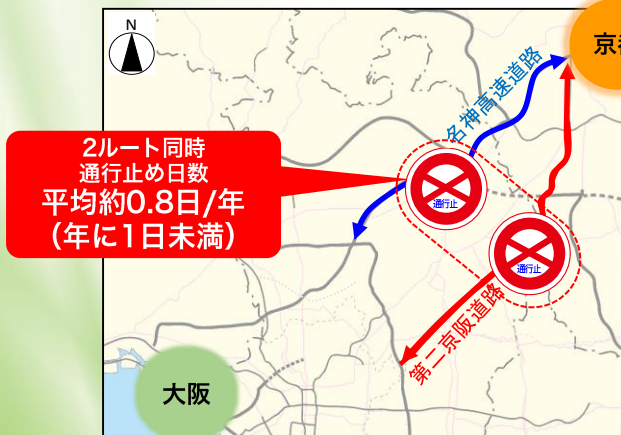 N
京
名神高速道路
2ルート同時
通行止め日数
平均約0.8日/年
（年に1日未満）
通行止
通行止
第二京阪道路
大阪